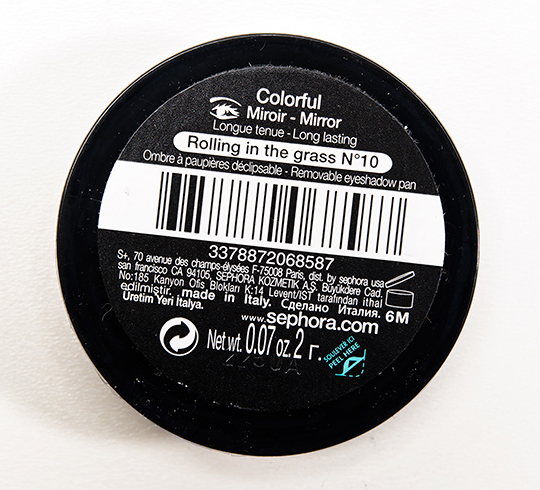 Colorful
Miroir - Mirror
Longue tenue - Long lasting
Rolling in the grass N°10
Ombre à paupières déclipsable - Removable eyeshadow pan
3378872068587
S+, 70 avenue des champs-élysées F-75008 Paris, dist. by sephora usa
san francisco CA 94105, SEPHORA KOZMETIK A.Ş. Büyükdere Cad.
No:185 Kanyon Ofis Blokları K:14 Levent/IST tarafından ithal
edilmiştir. made in Italy. Сделано Италия. 6M
Üretim Yeri İtalya.
www.sephora.com
Net wt. 0.07 oz. 2 г.
SOULEVER ICI
PEEL HERE